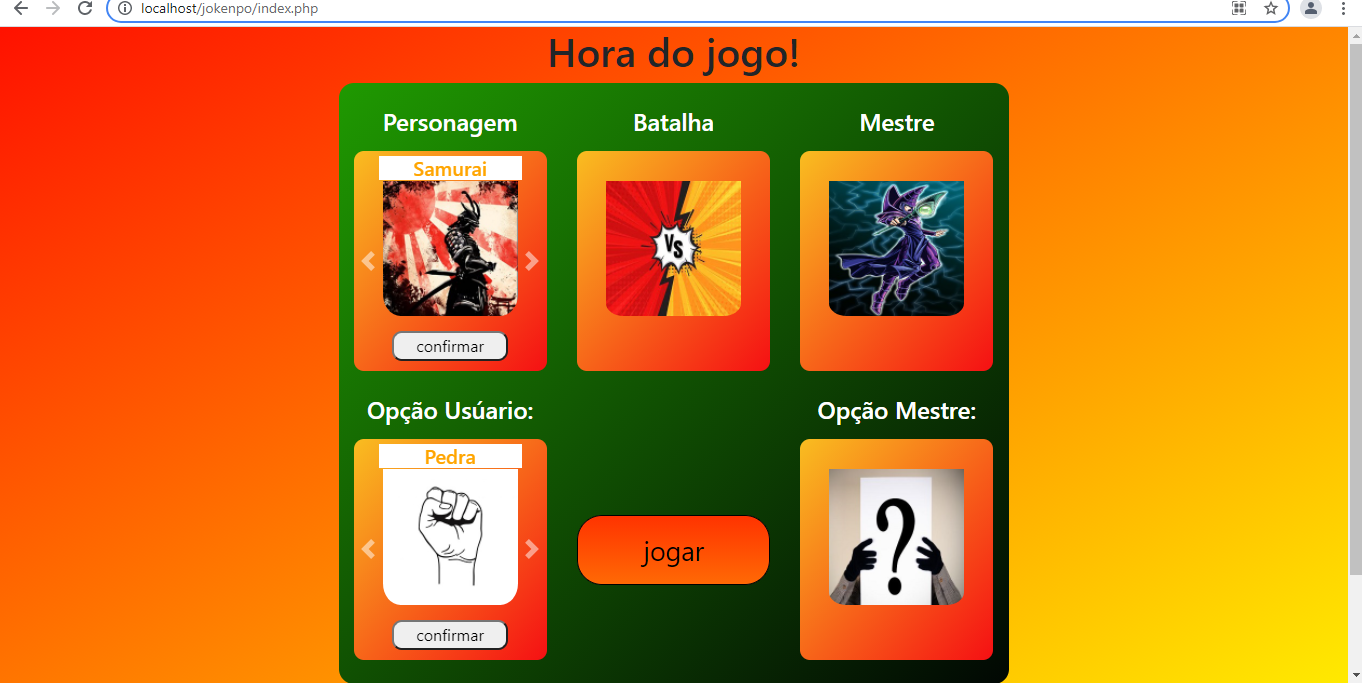 localhost/jokenpo/index.php
Hora do jogo!
Personagem
Batalha
Mestre
Samurai
VS
confirmar
Opção Usúario:
Opção Mestre:
Pedra
?
jogar
confirmar